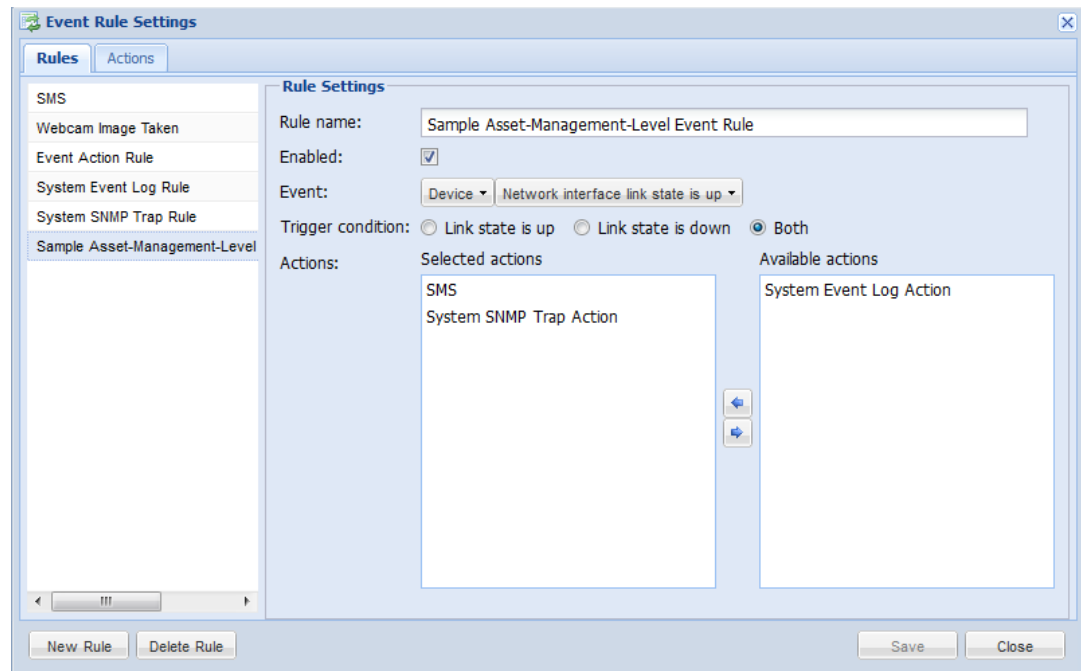 Event Rule Settings
Rules
Actions
SMS
Webcam Image Taken
Event Action Rule
System Event Log Rule
System SNMP Trap Rule
Sample Asset-Management-Level
Rule Settings
Rule name:
Sample Asset-Management-Level Event Rule
Enabled:
Event:
Device
Network interface link state is up
Trigger condition:
Link state is up
Link state is down
Both
Actions:
Selected actions
SMS
System SNMP Trap Action
Available actions
System Event Log Action
New Rule
Delete Rule
Save
Close